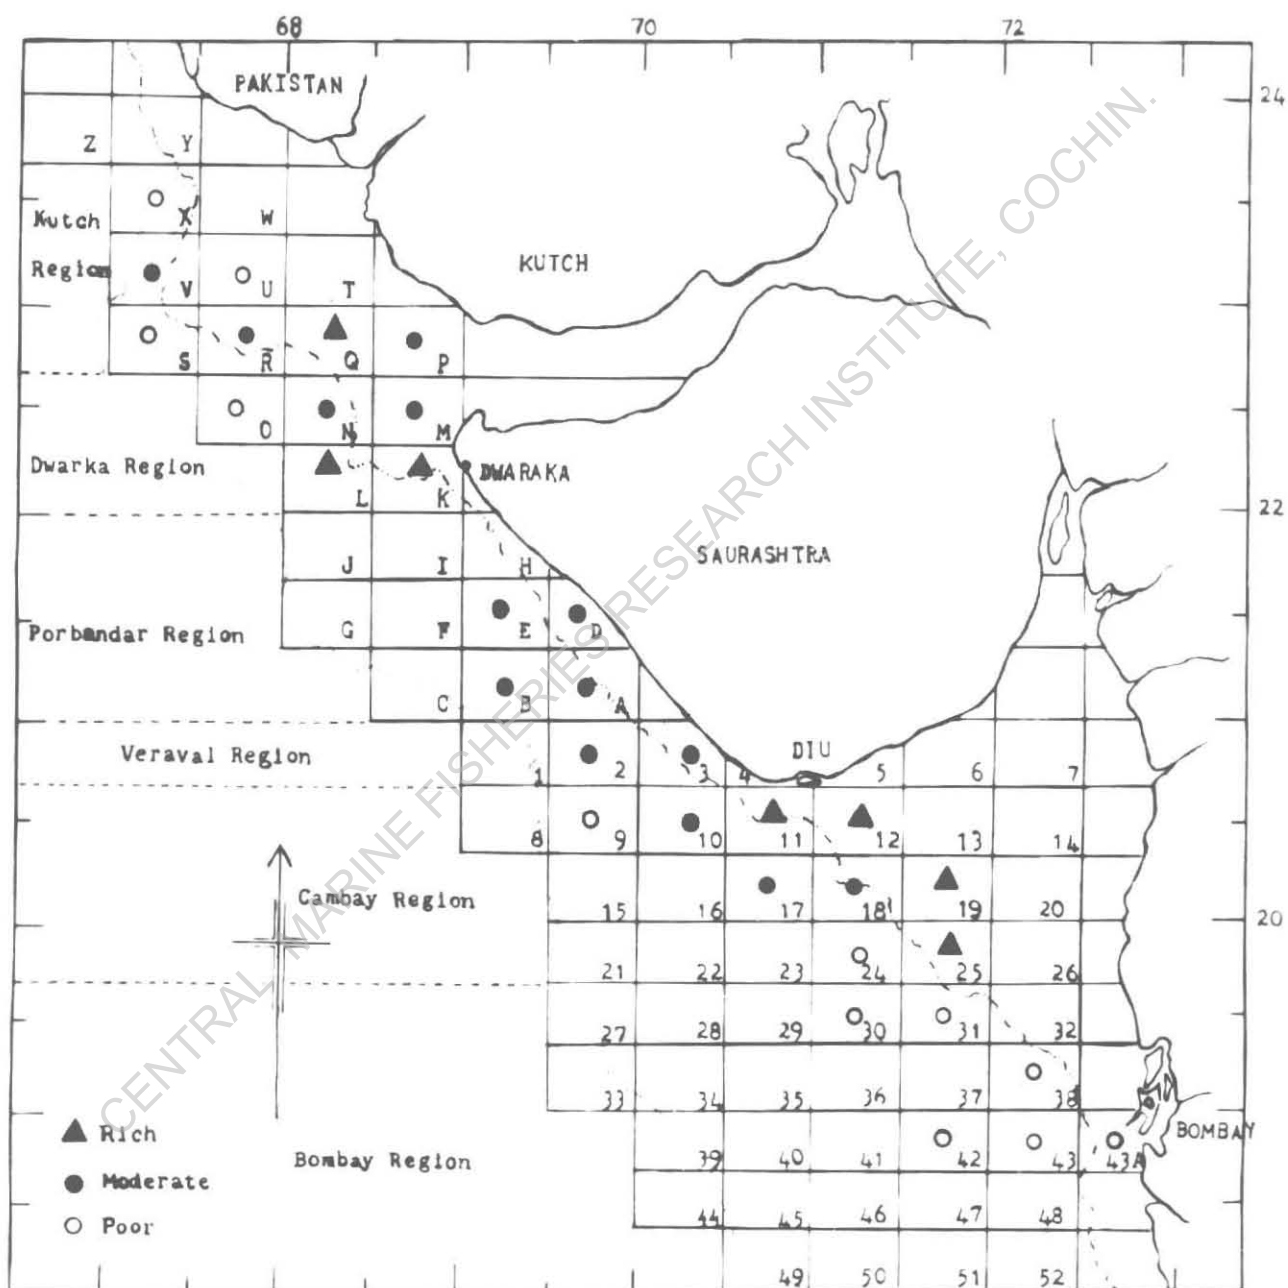 68 70 72
PAKISTAN
24
Z Y
Kutch X W
KUTCH
Region V U T
S R Q P
O N M
Dwarka Region DWARAKA
L K
22
SAURASHTRA
J I H
Porbandar Region G F E D
C B A
Veraval Region DIU
1 2 3 4 5 6 7
8 9 10 11 12 13 14
Cambay Region
15 16 17 18 19 20
20
21 22 23 24 25 26
27 28 29 30 31 32
33 34 35 36 37 38
Rich
BOMBAY
Bombay Region
39 40 41 42 43 43A
Moderate
Poor
44 45 46 47 48
49 50 51 52
CENTRAL MARINE FISHERIES RESEARCH INSTITUTE, COCHIN.